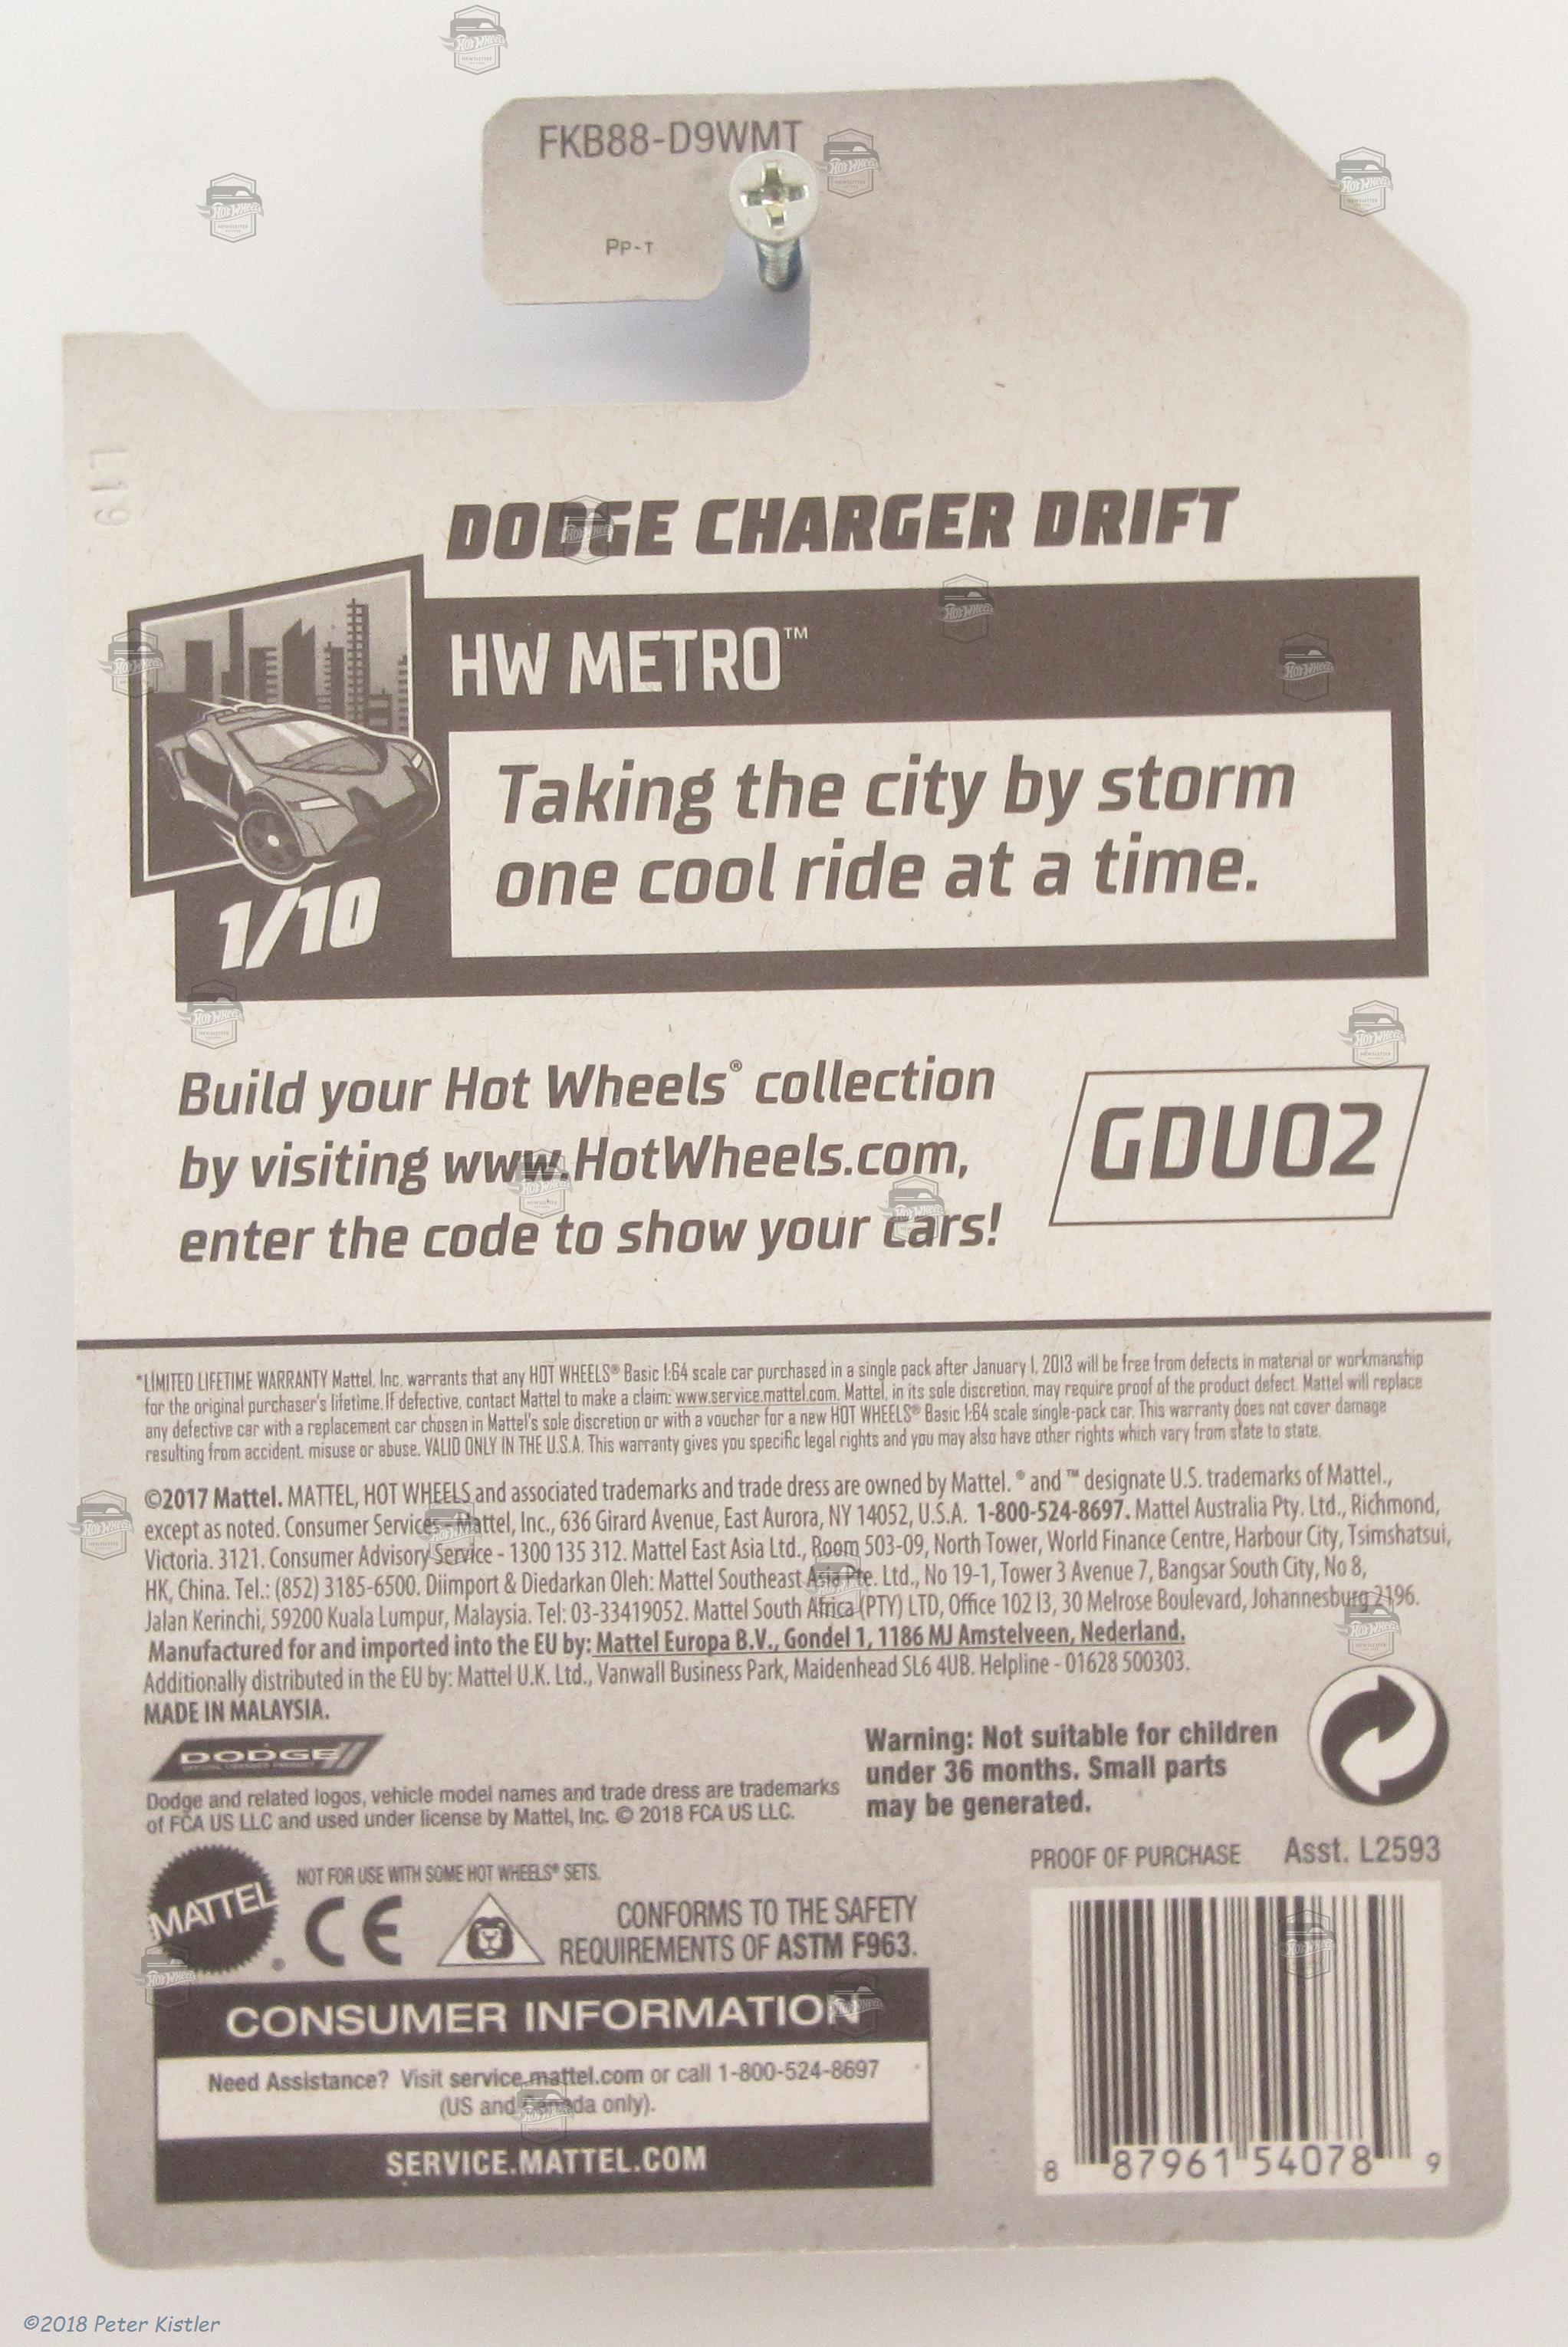 FKB88-D9WMT
Pp-T
L19
DODGE CHARGER DRIFT
HW METRO™
Taking the city by storm
one cool ride at a time.
1/10
Build your Hot Wheels® collection
by visiting www.HotWheels.com,
enter the code to show your cars!
GDU02
*LIMITED LIFETIME WARRANTY Mattel, Inc. warrants that any HOT WHEELS® Basic 1:64 scale car purchased in a single pack after January 1, 2013 will be free from defects in material or workmanship
for the original purchaser's lifetime. If defective, contact Mattel to make a claim: www.service.mattel.com. Mattel, in its sole discretion, may require proof of the product defect. Mattel will replace
any defective car with a replacement car chosen in Mattel's sole discretion or with a voucher for a new HOT WHEELS® Basic 1:64 scale single-pack car. This warranty does not cover damage
resulting from accident, misuse or abuse. VALID ONLY IN THE U.S.A. This warranty gives you specific legal rights and you may also have other rights which vary from state to state.
©2017 Mattel. MATTEL, HOT WHEELS and associated trademarks and trade dress are owned by Mattel. ® and ™ designate U.S. trademarks of Mattel.,
except as noted. Consumer Services - Mattel, Inc., 636 Girard Avenue, East Aurora, NY 14052, U.S.A. 1-800-524-8697. Mattel Australia Pty. Ltd., Richmond,
Victoria. 3121. Consumer Advisory Service - 1300 135 312. Mattel East Asia Ltd., Room 503-09, North Tower, World Finance Centre, Harbour City, Tsimshatsui,
HK, China. Tel.: (852) 3185-6500. Diimport & Diedarkan Oleh: Mattel Southeast Asia Pte. Ltd., No 19-1, Tower 3 Avenue 7, Bangsar South City, No 8,
Jalan Kerinchi, 59200 Kuala Lumpur, Malaysia. Tel: 03-33419052. Mattel South Africa (PTY) LTD, Office 102 I3, 30 Melrose Boulevard, Johannesburg 2196.
Manufactured for and imported into the EU by: Mattel Europa B.V., Gondel 1, 1186 MJ Amstelveen, Nederland.
Additionally distributed in the EU by: Mattel U.K. Ltd., Vanwall Business Park, Maidenhead SL6 4UB. Helpline - 01628 500303.
MADE IN MALAYSIA.
DODGE
OFFICIAL LICENSED PRODUCT
Dodge and related logos, vehicle model names and trade dress are trademarks
of FCA US LLC and used under license by Mattel, Inc. © 2018 FCA US LLC.
Warning: Not suitable for children
under 36 months. Small parts
may be generated.
PROOF OF PURCHASE Asst. L2593
MATTEL®
NOT FOR USE WITH SOME HOT WHEELS® SETS.
CE
CONFORMS TO THE SAFETY
REQUIREMENTS OF ASTM F963.
CONSUMER INFORMATION
Need Assistance? Visit service.mattel.com or call 1-800-524-8697
(US and Canada only).
SERVICE.MATTEL.COM
8 87961 54078 9
©2018 Peter Kistler